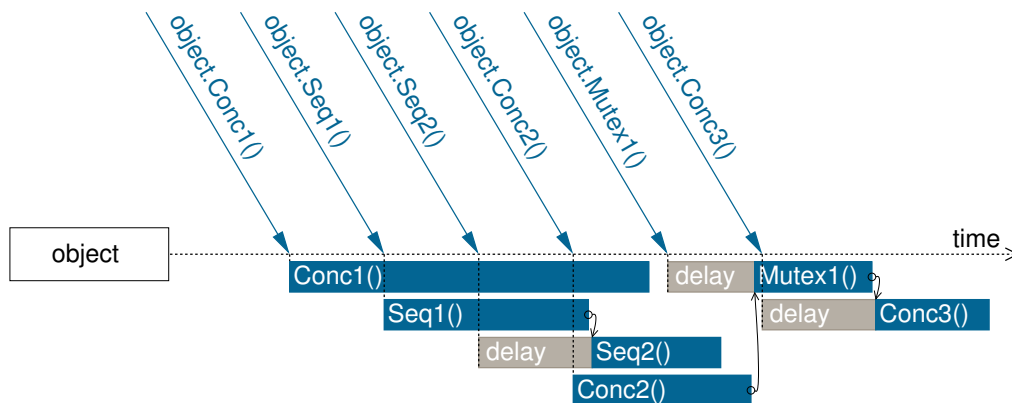 object.Conc1()
object.Seq1()
object.Seq2()
object.Conc2()
object.Mutex1()
object.Conc3()
object
time
Conc1()
delay
Mutex1()
Seq1()
delay
Conc3()
delay
Seq2()
Conc2()